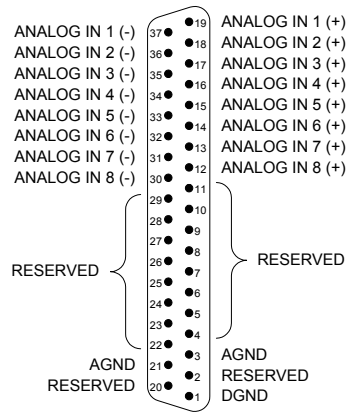 19 ANALOG IN 1 (+)
ANALOG IN 1 (-) 37
18 ANALOG IN 2 (+)
ANALOG IN 2 (-) 36
17 ANALOG IN 3 (+)
ANALOG IN 3 (-) 35
16 ANALOG IN 4 (+)
ANALOG IN 4 (-) 34
15 ANALOG IN 5 (+)
ANALOG IN 5 (-) 33
14 ANALOG IN 6 (+)
ANALOG IN 6 (-) 32
13 ANALOG IN 7 (+)
ANALOG IN 7 (-) 31
12 ANALOG IN 8 (+)
ANALOG IN 8 (-) 30
11
29
10
28
9
27
8
26
RESERVED
7
RESERVED
25
6
24
5
23
4
22
3 AGND
AGND 21
2 RESERVED
RESERVED 20
1 DGND